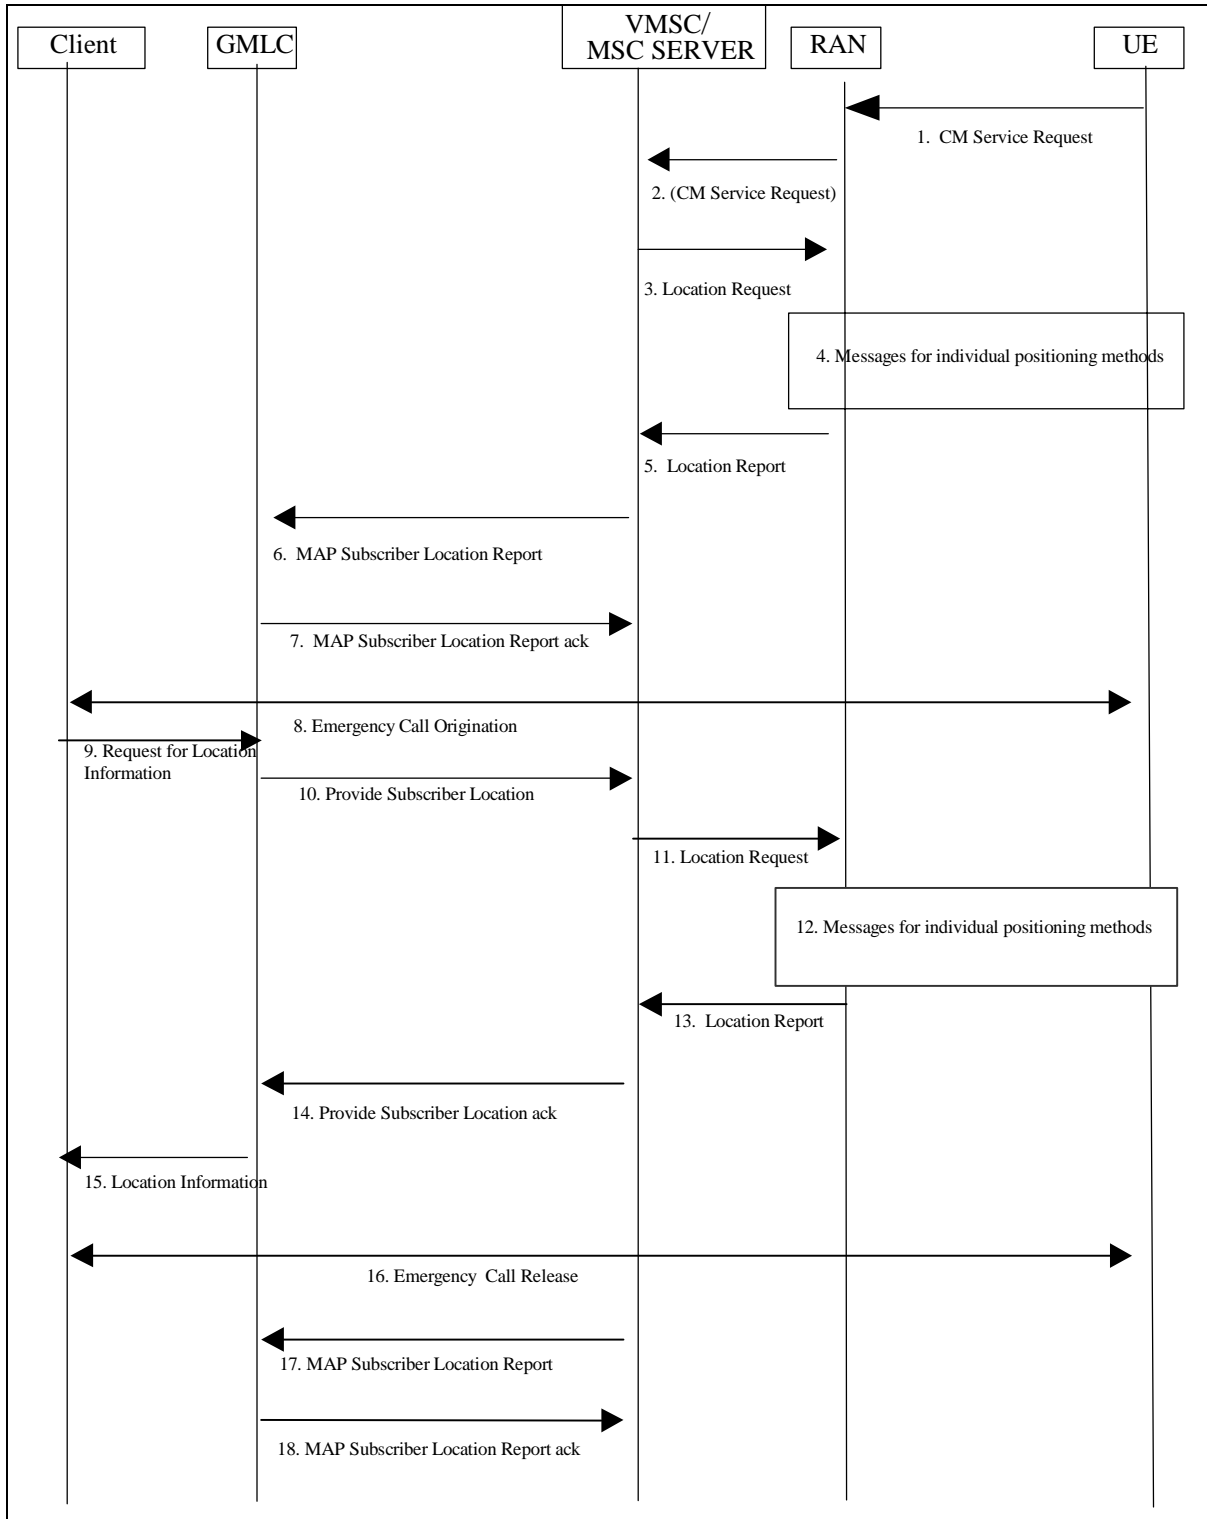 Client
GMLC
VMSC/
MSC SERVER
RAN
UE
1. CM Service Request
2. (CM Service Request)
3. Location Request
4. Messages for individual positioning methods
5. Location Report
6. MAP Subscriber Location Report
7. MAP Subscriber Location Report ack
8. Emergency Call Origination
9. Request for Location
Information
10. Provide Subscriber Location
11. Location Request
12. Messages for individual positioning methods
13. Location Report
14. Provide Subscriber Location ack
15. Location Information
16. Emergency Call Release
17. MAP Subscriber Location Report
18. MAP Subscriber Location Report ack